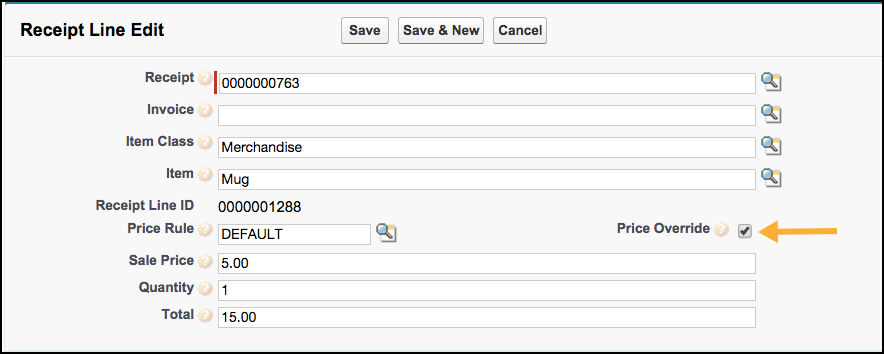 Receipt Line Edit Save Save & New Cancel
Receipt ? 0000000763
Invoice ?
Item Class ? Merchandise
Item ? Mug
Receipt Line ID 0000001288
Price Rule ? DEFAULT Price Override ?
Sale Price ? 5.00
Quantity ? 1
Total ? 15.00